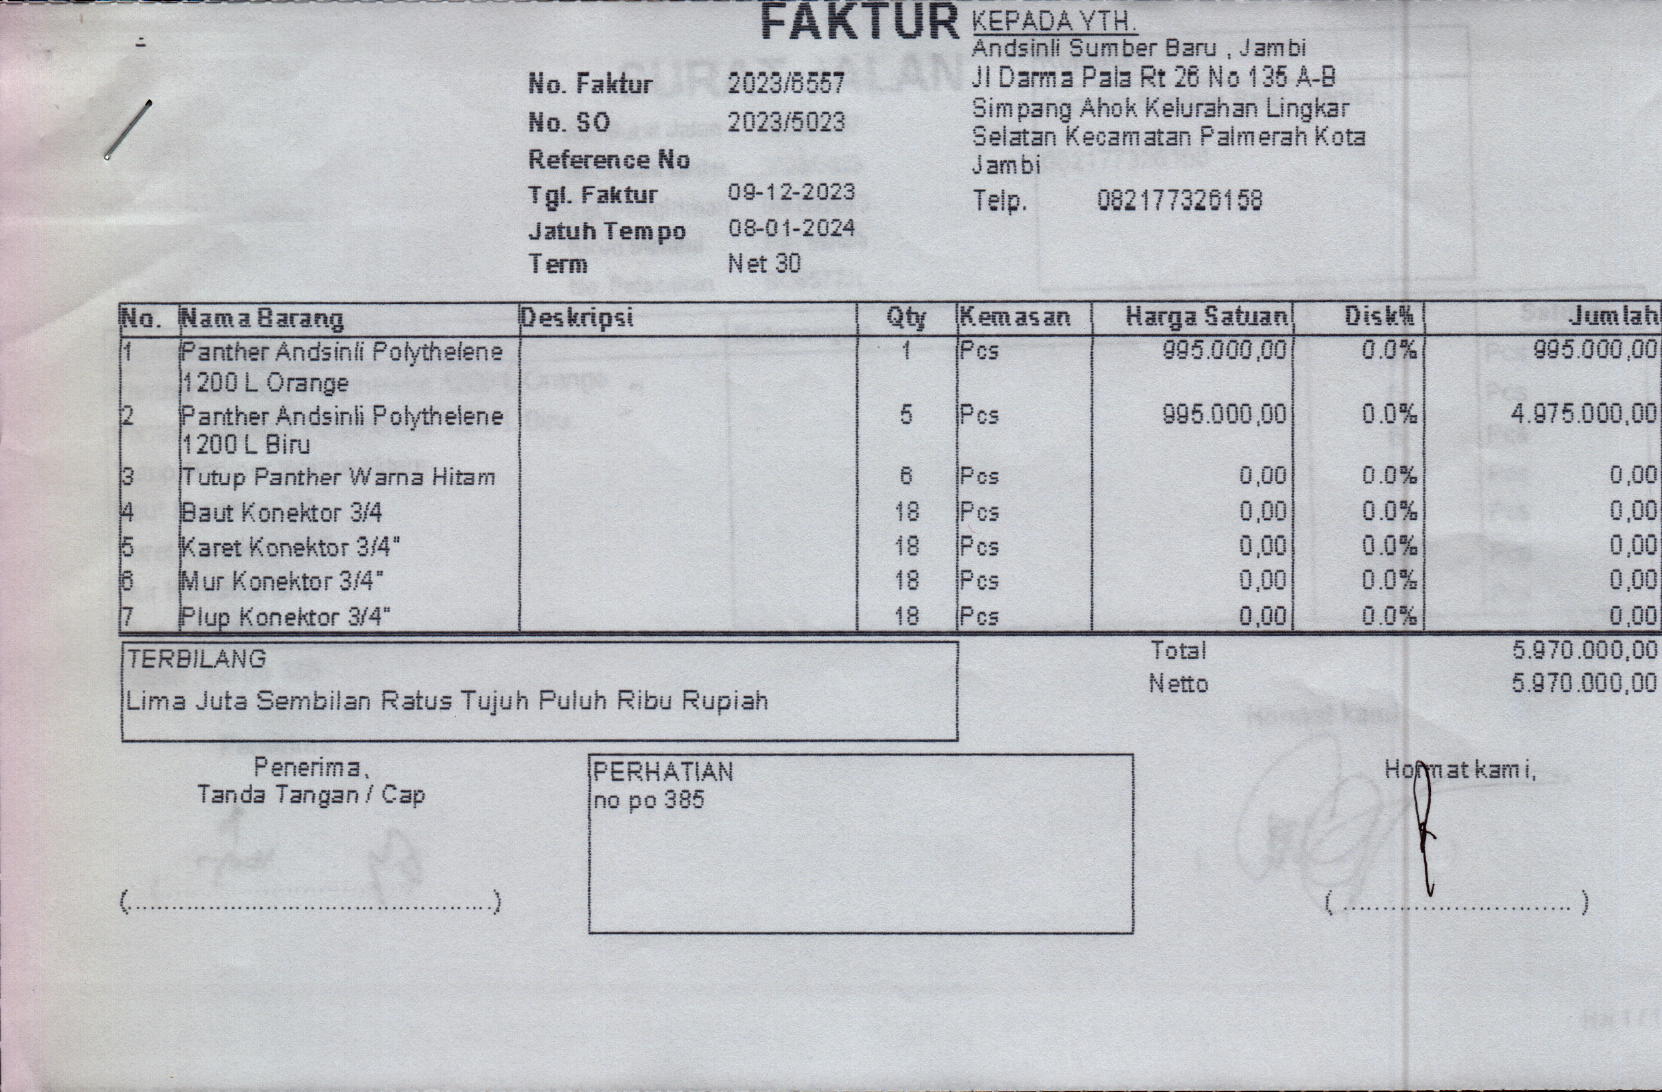 FAKTUR
KEPADA YTH.
Andsinli Sumber Baru , Jambi
Jl Darma Pala Rt 26 No 135 A-B
Simpang Ahok Kelurahan Lingkar
Selatan Kecamatan Palmerah Kota
Jambi
Telp. 082177326158
No. Faktur 2023/6557
No. SO 2023/5023
Reference No
Tgl. Faktur 09-12-2023
Jatuh Tempo 08-01-2024
Term Net 30
No. Nama Barang Deskripsi Qty Kemasan Harga Satuan Disk% Jumlah
1 Panther Andsinli Polythelene 1 Pcs 995.000,00 0.0% 995.000,00
1200 L Orange
2 Panther Andsinli Polythelene 5 Pcs 995.000,00 0.0% 4.975.000,00
1200 L Biru
3 Tutup Panther Warna Hitam 6 Pcs 0,00 0.0% 0,00
4 Baut Konektor 3/4 18 Pcs 0,00 0.0% 0,00
5 Karet Konektor 3/4" 18 Pcs 0,00 0.0% 0,00
6 Mur Konektor 3/4" 18 Pcs 0,00 0.0% 0,00
7 Plup Konektor 3/4" 18 Pcs 0,00 0.0% 0,00
Total 5.970.000,00
Netto 5.970.000,00
TERBILANG
Lima Juta Sembilan Ratus Tujuh Puluh Ribu Rupiah
Penerima,
Tanda Tangan / Cap
(................................................)
PERHATIAN
no po 385
Hormat kami,
( .............................. )